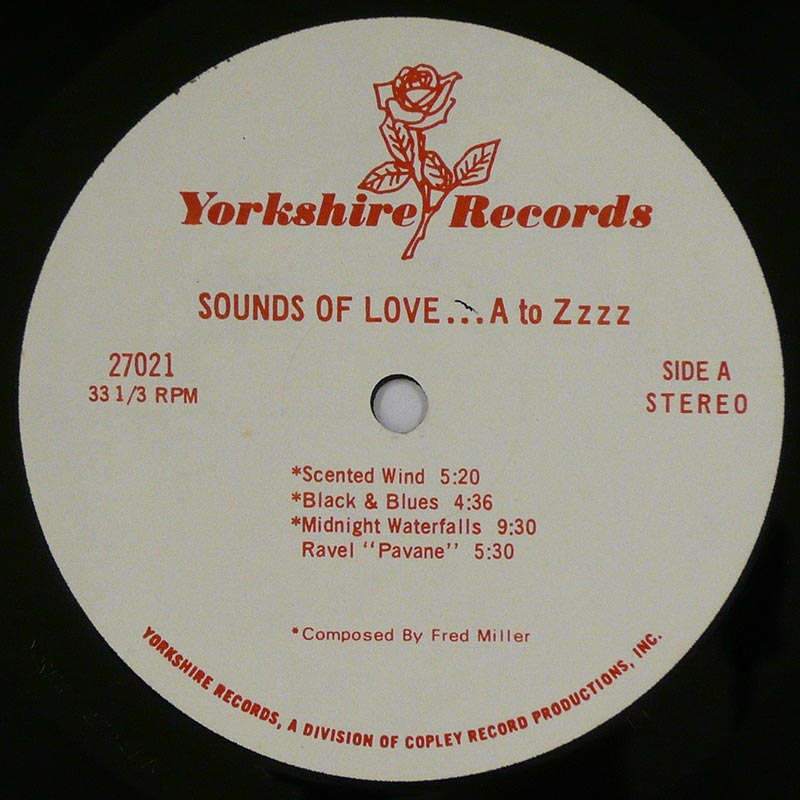 Yorkshire Records
SOUNDS OF LOVE...A to Zzzz
27021
33 1/3 RPM
SIDE A
STEREO
*Scented Wind 5:20
*Black & Blues 4:36
*Midnight Waterfalls 9:30
Ravel "Pavane" 5:30
*Composed By Fred Miller
YORKSHIRE RECORDS, A DIVISION OF COPLEY RECORD PRODUCTIONS, INC.